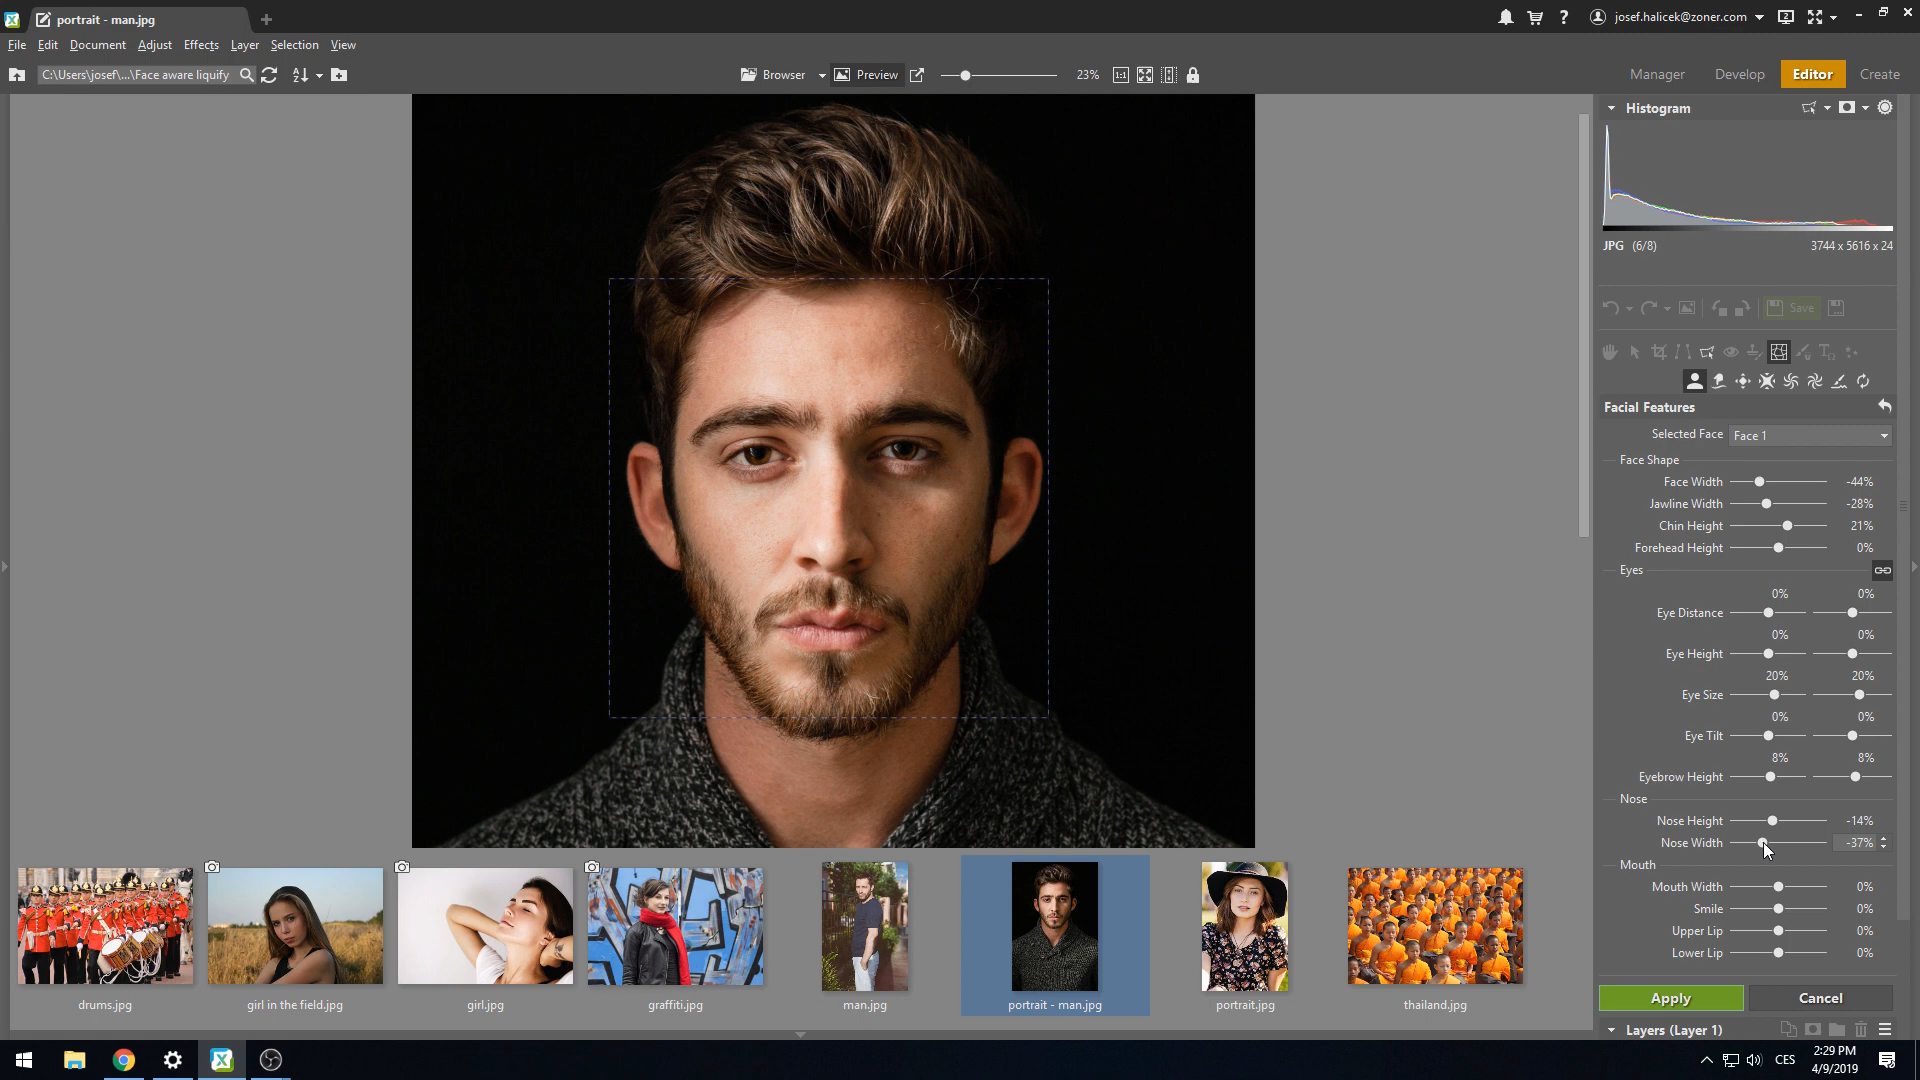 portrait - man.jpg
josef.halicek@zoner.com
File Edit Document Adjust Effects Layer Selection View
C:\Users\josef\...\Face aware liquify
Browser Preview 23% 1:1
Manager Develop Editor Create
Histogram
JPG (6/8) 3744 x 5616 x 24
Save
Facial Features
Selected Face Face 1
Face Shape
Face Width -44%
Jawline Width -28%
Chin Height 21%
Forehead Height 0%
Eyes
0% 0%
Eye Distance
0% 0%
Eye Height
20% 20%
Eye Size
0% 0%
Eye Tilt
8% 8%
Eyebrow Height
Nose
Nose Height -14%
Nose Width -37%
Mouth
Mouth Width 0%
Smile 0%
Upper Lip 0%
Lower Lip 0%
Apply Cancel
Layers (Layer 1)
drums.jpg girl in the field.jpg girl.jpg graffiti.jpg man.jpg portrait - man.jpg portrait.jpg thailand.jpg
CES
2:29 PM
4/9/2019